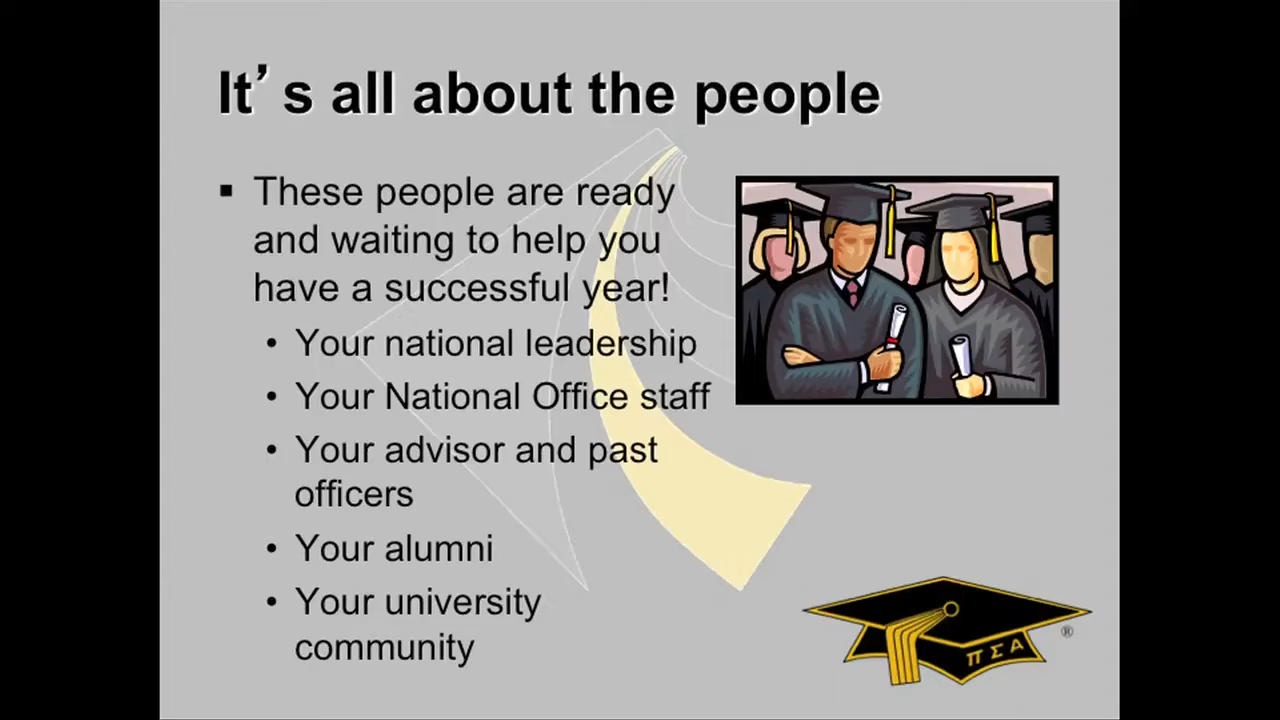 It’s all about the people
▪ These people are ready
and waiting to help you
have a successful year!
• Your national leadership
• Your National Office staff
• Your advisor and past
officers
• Your alumni
• Your university
community
ΠΣΑ
®